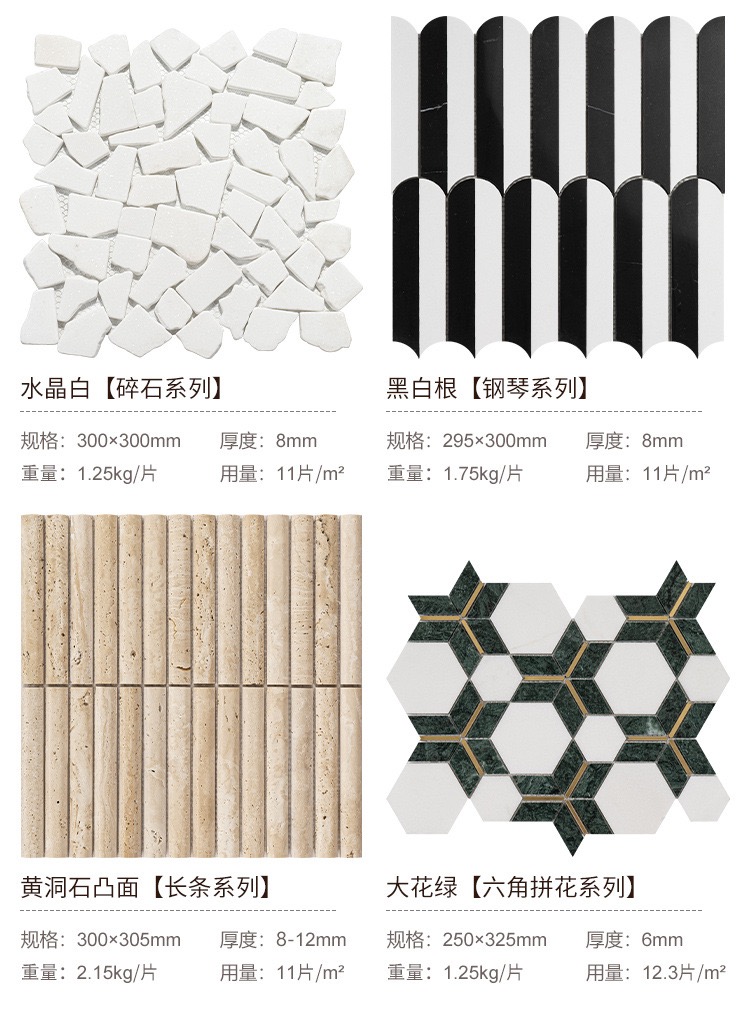 水晶白【碎石系列】
规格：300×300mm 厚度：8mm
重量：1.25kg/片 用量：11片/m²
黑白根【钢琴系列】
规格：295×300mm 厚度：8mm
重量：1.75kg/片 用量：11片/m²
黄洞石凸面【长条系列】
规格：300×305mm 厚度：8-12mm
重量：2.15kg/片 用量：11片/m²
大花绿【六角拼花系列】
规格：250×325mm 厚度：6mm
重量：1.25kg/片 用量：12.3片/m²